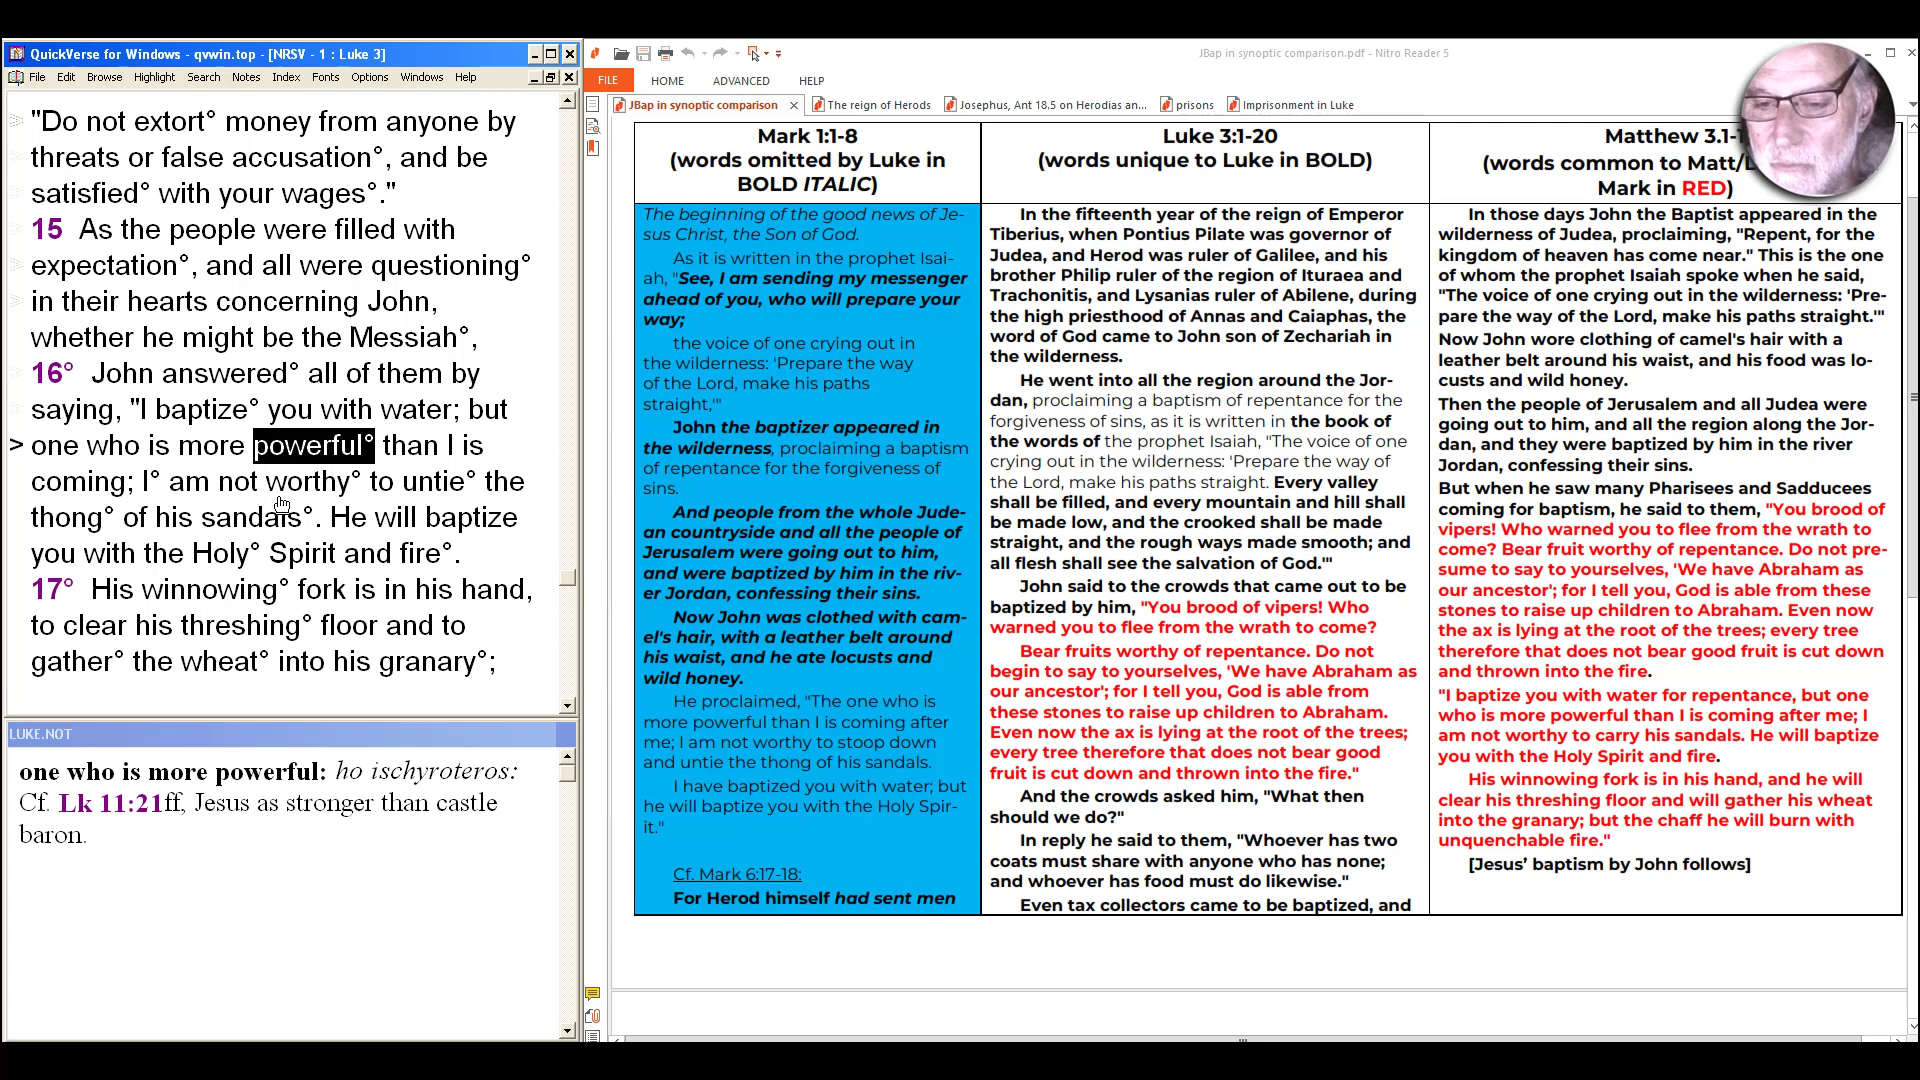 QuickVerse for Windows - qvwin.top - [NRSV - 1 : Luke 3]
File Edit Browse Highlight Search Notes Index Fonts Options Windows Help
"Do not extort° money from anyone by
threats or false accusation°, and be
satisfied° with your wages°."
15 As the people were filled with
expectation°, and all were questioning°
in their hearts concerning John,
whether he might be the Messiah°,
16° John answered° all of them by
saying, "I baptize° you with water; but
> one who is more powerful° than I is
coming; I° am not worthy° to untie° the
thong° of his sandals°. He will baptize
you with the Holy° Spirit and fire°.
17° His winnowing° fork is in his hand,
to clear his threshing° floor and to
gather° the wheat° into his granary°;
LUKE.NOT
one who is more powerful: ho ischyroteros:
Cf. Lk 11:21ff, Jesus as stronger than castle
baron.
JBap in synoptic comparison.pdf - Nitro Reader 5
FILE HOME ADVANCED HELP
JBap in synoptic comparison The reign of Herods Josephus, Ant 18.5 on Herodias an... prisons Imprisonment in Luke
Mark 1:1-8
(words omitted by Luke in
BOLD ITALIC)
The beginning of the good news of Je-
sus Christ, the Son of God.
As it is written in the prophet Isai-
ah, "See, I am sending my messenger
ahead of you, who will prepare your
way;
the voice of one crying out in
the wilderness: 'Prepare the way
of the Lord, make his paths
straight,'"
John the baptizer appeared in
the wilderness, proclaiming a baptism
of repentance for the forgiveness of
sins.
And people from the whole Jude-
an countryside and all the people of
Jerusalem were going out to him,
and were baptized by him in the riv-
er Jordan, confessing their sins.
Now John was clothed with cam-
el's hair, with a leather belt around
his waist, and he ate locusts and
wild honey.
He proclaimed, "The one who is
more powerful than I is coming after
me; I am not worthy to stoop down
and untie the thong of his sandals.
I have baptized you with water; but
he will baptize you with the Holy Spir-
it."
Cf. Mark 6:17-18:
For Herod himself had sent men
Luke 3:1-20
(words unique to Luke in BOLD)
In the fifteenth year of the reign of Emperor
Tiberius, when Pontius Pilate was governor of
Judea, and Herod was ruler of Galilee, and his
brother Philip ruler of the region of Ituraea and
Trachonitis, and Lysanias ruler of Abilene, during
the high priesthood of Annas and Caiaphas, the
word of God came to John son of Zechariah in
the wilderness.
He went into all the region around the Jor-
dan, proclaiming a baptism of repentance for the
forgiveness of sins, as it is written in the book of
the words of the prophet Isaiah, "The voice of one
crying out in the wilderness: 'Prepare the way of
the Lord, make his paths straight. Every valley
shall be filled, and every mountain and hill shall
be made low, and the crooked shall be made
straight, and the rough ways made smooth; and
all flesh shall see the salvation of God.'"
John said to the crowds that came out to be
baptized by him, "You brood of vipers! Who
warned you to flee from the wrath to come?
Bear fruits worthy of repentance. Do not
begin to say to yourselves, 'We have Abraham as
our ancestor'; for I tell you, God is able from
these stones to raise up children to Abraham.
Even now the ax is lying at the root of the trees;
every tree therefore that does not bear good
fruit is cut down and thrown into the fire."
And the crowds asked him, "What then
should we do?"
In reply he said to them, "Whoever has two
coats must share with anyone who has none;
and whoever has food must do likewise."
Even tax collectors came to be baptized, and
Matthew 3.1-1
(words common to Matt/L
Mark in RED)
In those days John the Baptist appeared in the
wilderness of Judea, proclaiming, "Repent, for the
kingdom of heaven has come near." This is the one
of whom the prophet Isaiah spoke when he said,
"The voice of one crying out in the wilderness: 'Pre-
pare the way of the Lord, make his paths straight.'"
Now John wore clothing of camel's hair with a
leather belt around his waist, and his food was lo-
custs and wild honey.
Then the people of Jerusalem and all Judea were
going out to him, and all the region along the Jor-
dan, and they were baptized by him in the river
Jordan, confessing their sins.
But when he saw many Pharisees and Sadducees
coming for baptism, he said to them, "You brood of
vipers! Who warned you to flee from the wrath to
come? Bear fruit worthy of repentance. Do not pre-
sume to say to yourselves, 'We have Abraham as
our ancestor'; for I tell you, God is able from these
stones to raise up children to Abraham. Even now
the ax is lying at the root of the trees; every tree
therefore that does not bear good fruit is cut down
and thrown into the fire.
"I baptize you with water for repentance, but one
who is more powerful than I is coming after me; I
am not worthy to carry his sandals. He will baptize
you with the Holy Spirit and fire.
His winnowing fork is in his hand, and he will
clear his threshing floor and will gather his wheat
into the granary; but the chaff he will burn with
unquenchable fire."
[Jesus' baptism by John follows]